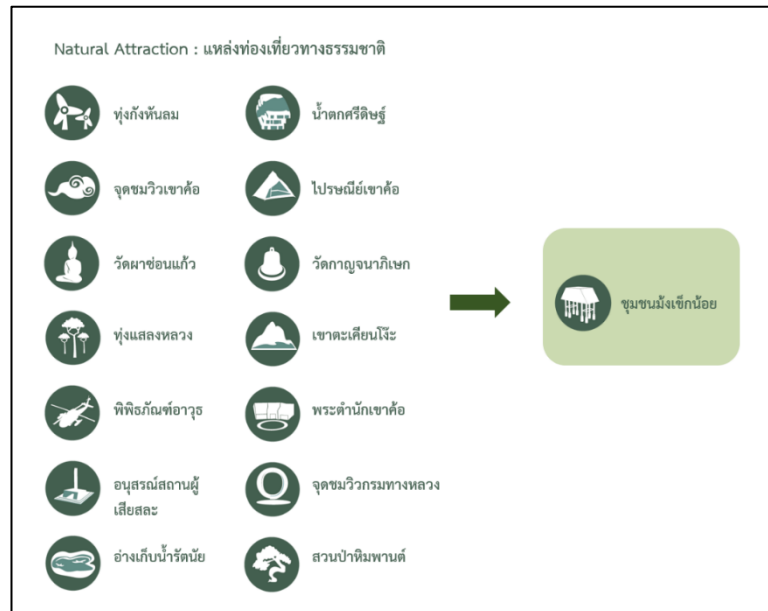 Natural Attraction : แหล่งท่องเที่ยวทางธรรมชาติ
ทุ่งกังหันลม
น้ำตกศรีดิษฐ์
จุดชมวิวเขาค้อ
ไปรษณีย์เขาค้อ
วัดผาซ่อนแก้ว
วัดกาญจนาภิเษก
ชุมชนม้งเข็กน้อย
ทุ่งแสลงหลวง
เขาตะเคียนโง๊ะ
พิพิธภัณฑ์อาวุธ
พระตำนักเขาค้อ
อนุสรณ์สถานผู้
เสียสละ
จุดชมวิวกรมทางหลวง
อ่างเก็บน้ำรัตนัย
สวนป่าหิมพานต์